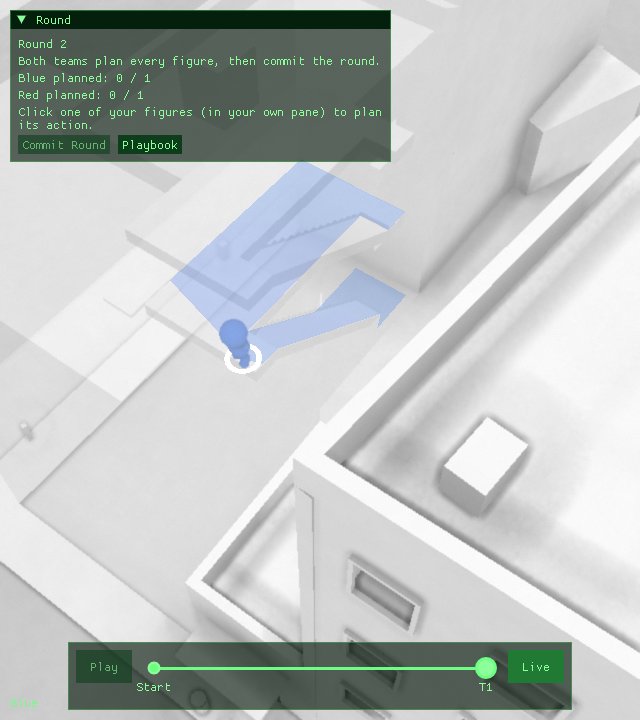 Round
Round 2
Both teams plan every figure, then commit the round.
Blue planned: 0 / 1
Red planned: 0 / 1
Click one of your figures (in your own pane) to plan
its action.
Commit Round
Playbook
Play
Live
Start
T1